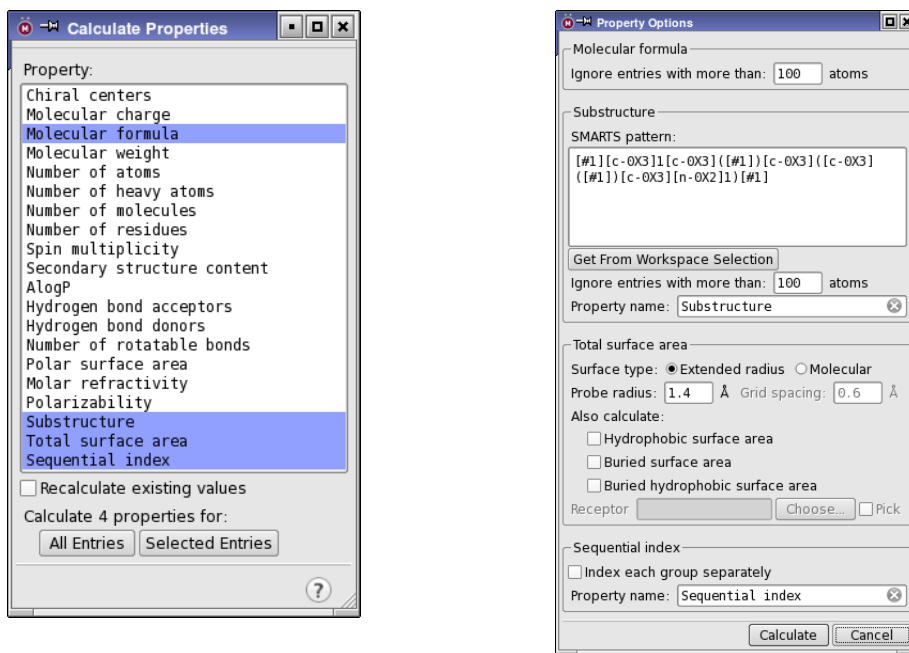 Calculate Properties
Property:
Chiral centers
Molecular charge
Molecular formula
Molecular weight
Number of atoms
Number of heavy atoms
Number of molecules
Number of residues
Spin multiplicity
Secondary structure content
AlogP
Hydrogen bond acceptors
Hydrogen bond donors
Number of rotatable bonds
Polar surface area
Molar refractivity
Polarizability
Substructure
Total surface area
Sequential index
Recalculate existing values
Calculate 4 properties for:
All Entries Selected Entries
?
Property Options
Molecular formula
Ignore entries with more than: 100 atoms
Substructure
SMARTS pattern:
[#1][c-0X3]1[c-0X3]([#1])[c-0X3]([c-0X3]
([#1])[c-0X3][n-0X2]1)[#1]
Get From Workspace Selection
Ignore entries with more than: 100 atoms
Property name: Substructure
Total surface area
Surface type: Extended radius Molecular
Probe radius: 1.4 Å Grid spacing: 0.6 Å
Also calculate:
Hydrophobic surface area
Buried surface area
Buried hydrophobic surface area
Receptor Choose... Pick
Sequential index
Index each group separately
Property name: Sequential index
Calculate Cancel